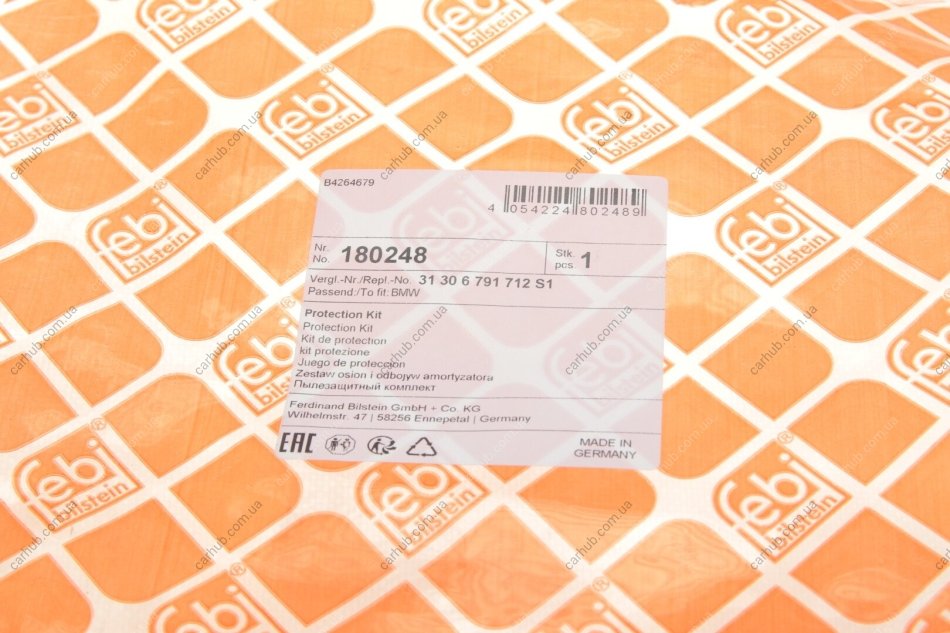 febi
bilstein
B4264679
4 054224 802489
Nr.
No. 180248
Stk.
pcs. 1
Vergl.-Nr./Repl.-No. 31 30 6 791 712 S1
Passend:/To fit: BMW
Protection Kit
Protection Kit
Kit de protection
kit protezione
Juego de protección
Zestaw osłon i odbojyw amortyzatora
Пылезащитный комплект
Ferdinand Bilstein GmbH + Co. KG
Wilhelmstr. 47 | 58256 Ennepetal | Germany
EAC
MADE IN
GERMANY
carhub.com.ua